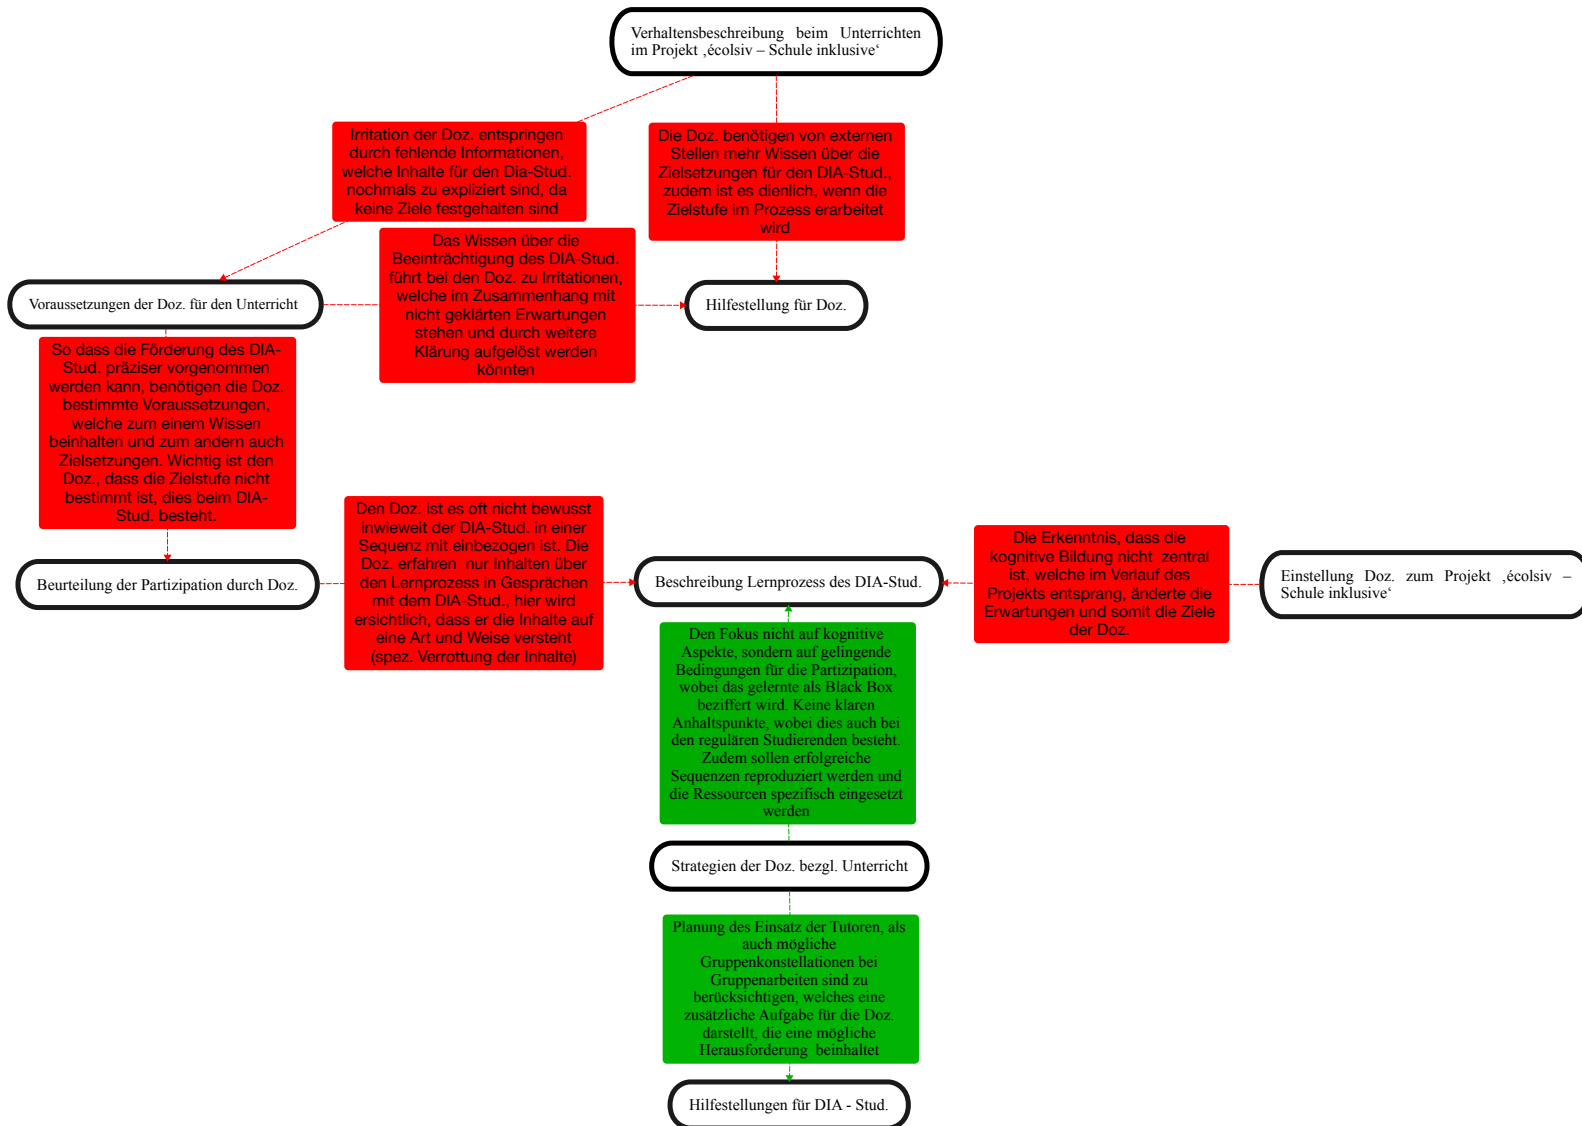 Verhaltensbeschreibung beim Unterrichten
im Projekt ‚écolsiv – Schule inklusive‘
Irritation der Doz. entspringen
durch fehlende Informationen,
welche Inhalte für den Dia-Stud.
nochmals zu expliziert sind, da
keine Ziele festgehalten sind
Die Doz. benötigen von externen
Stellen mehr Wissen über die
Zielsetzungen für den DIA-Stud.,
zudem ist es dienlich, wenn die
Zielstufe im Prozess erarbeitet
wird
Das Wissen über die
Beeinträchtigung des DIA-Stud.
führt bei den Doz. zu Irritationen,
welche im Zusammenhang mit
nicht geklärten Erwartungen
stehen und durch weitere
Klärung aufgelöst werden
könnten
Voraussetzungen der Doz. für den Unterricht
Hilfestellung für Doz.
So dass die Förderung des DIA-
Stud. präziser vorgenommen
werden kann, benötigen die Doz.
bestimmte Voraussetzungen,
welche zum einem Wissen
beinhalten und zum andern auch
Zielsetzungen. Wichtig ist den
Doz., dass die Zielstufe nicht
bestimmt ist, dies beim DIA-
Stud. besteht.
Den Doz. ist es oft nicht bewusst
inwieweit der DIA-Stud. in einer
Sequenz mit einbezogen ist. Die
Doz. erfahren  nur Inhalten über
den Lernprozess in Gesprächen
mit dem DIA-Stud., hier wird
ersichtlich, dass er die Inhalte auf
eine Art und Weise versteht
(spez. Verrottung der Inhalte)
Die Erkenntnis, dass die
kognitive Bildung nicht  zentral
ist, welche im Verlauf des
Projekts entsprang, änderte die
Erwartungen und somit die Ziele
der Doz.
Beurteilung der Partizipation durch Doz.
Beschreibung Lernprozess des DIA-Stud.
Einstellung Doz. zum Projekt ‚écolsiv –
Schule inklusive‘
Den Fokus nicht auf kognitive
Aspekte, sondern auf gelingende
Bedingungen für die Partizipation,
wobei das gelernte als Black Box
beziffert wird. Keine klaren
Anhaltspunkte, wobei dies auch bei
den regulären Studierenden besteht.
Zudem sollen erfolgreiche
Sequenzen reproduziert werden und
die Ressourcen spezifisch eingesetzt
werden
Strategien der Doz. bezgl. Unterricht
Planung des Einsatz der Tutoren, als
auch mögliche
Gruppenkonstellationen bei
Gruppenarbeiten sind zu
berücksichtigen, welches eine
zusätzliche Aufgabe für die Doz.
darstellt, die eine mögliche
Herausforderung  beinhaltet
Hilfestellungen für DIA - Stud.